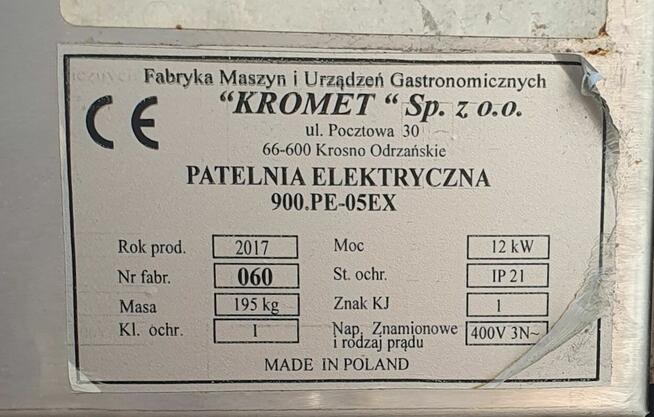 Fabryka Maszyn i Urządzeń Gastronomicznych
CE "KROMET " Sp. z o.o.
ul. Pocztowa 30
66-600 Krosno Odrzańskie
PATELNIA ELEKTRYCZNA
900.PE-05EX
Rok prod. 2017 Moc 12 kW
Nr fabr. 060 St. ochr. IP 21
Masa 195 kg Znak KJ 1
Kl. ochr. I Nap. Znamionowe i rodzaj prądu 400V 3N~
MADE IN POLAND